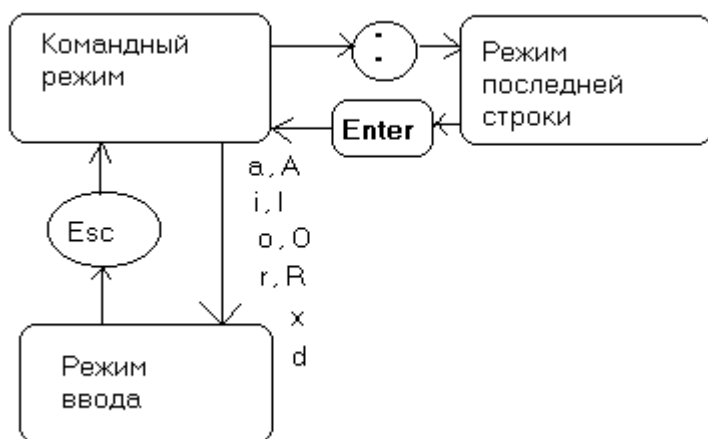 Командный
режим
:
Режим
последней
строки
Enter
a, A
i, I
o, O
r, R
x
d
Esc
Режим
ввода